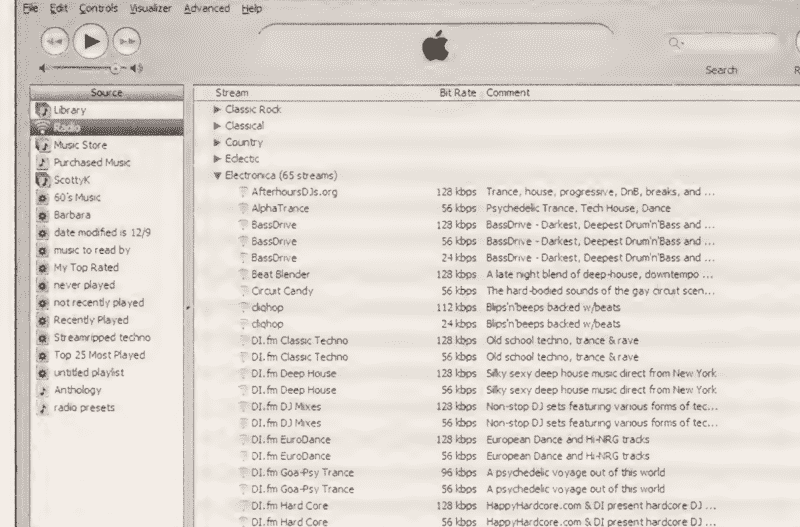 File Edit Controls Visualizer Advanced Help
Search
Source
Library
Radio
Music Store
Purchased Music
ScottyK
60's Music
Barbara
date modified is 12/9
music to read by
My Top Rated
never played
not recently played
Recently Played
Streamripped techno
Top 25 Most Played
untitled playlist
Anthology
radio presets
Stream Bit Rate Comment
Classic Rock
Classical
Country
Eclectic
Electronica (65 streams)
AfterhoursDJs.org 128 kbps Trance, house, progressive, DnB, breaks, and ...
AlphaTrance 56 kbps Psychedelic Trance, Tech House, Dance
BassDrive 128 kbps BassDrive - Darkest, Deepest Drum'n'Bass and ...
BassDrive 56 kbps BassDrive - Darkest, Deepest Drum'n'Bass and ...
BassDrive 24 kbps BassDrive - Darkest, Deepest Drum'n'Bass and ...
Beat Blender 128 kbps A late night blend of deep-house, downtempo ...
Circuit Candy 56 kbps The hard-bodied sounds of the gay circuit scen...
cliqhop 112 kbps Blips'n'beeps backed w/beats
cliqhop 24 kbps Blips'n'beeps backed w/beats
DI.fm Classic Techno 128 kbps Old school techno, trance & rave
DI.fm Classic Techno 56 kbps Old school techno, trance & rave
DI.fm Deep House 128 kbps Silky sexy deep house music direct from New York
DI.fm Deep House 56 kbps Silky sexy deep house music direct from New York
DI.fm DJ Mixes 128 kbps Non-stop DJ sets featuring various forms of tec...
DI.fm DJ Mixes 56 kbps Non-stop DJ sets featuring various forms of tec...
DI.fm EuroDance 128 kbps European Dance and Hi-NRG tracks
DI.fm EuroDance 56 kbps European Dance and Hi-NRG tracks
DI.fm Goa-Psy Trance 96 kbps A psychedelic voyage out of this world
DI.fm Goa-Psy Trance 56 kbps A psychedelic voyage out of this world
DI.fm Hard Core 128 kbps HappyHardcore.com & DI present hardcore DJ ...
DI.fm Hard Core 56 kbps HappyHardcore.com & DI present hardcore DJ ...